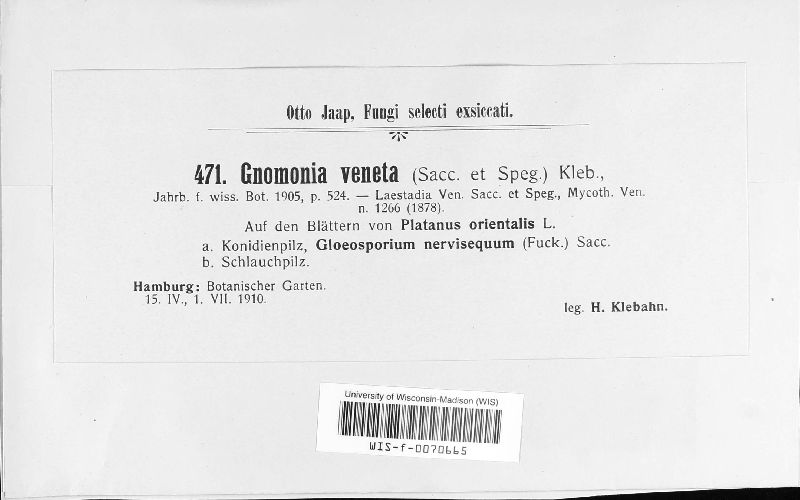 Otto Jaap, Fungi selecti exsiccati.
471. Gnomonia veneta (Sacc. et Speg.) Kleb.,
Jahrb. f. wiss. Bot. 1905, p. 524. — Laestadia Ven. Sacc. et Speg., Mycoth. Ven.
n. 1266 (1878).
Auf den Blättern von Platanus orientalis L.
a. Konidienpilz, Gloeosporium nervisequum (Fuck.) Sacc.
b. Schlauchpilz.
Hamburg: Botanischer Garten.
15. IV., 1. VII. 1910.
leg. H. Klebahn.
University of Wisconsin-Madison (WIS)
WIS-f-0070665